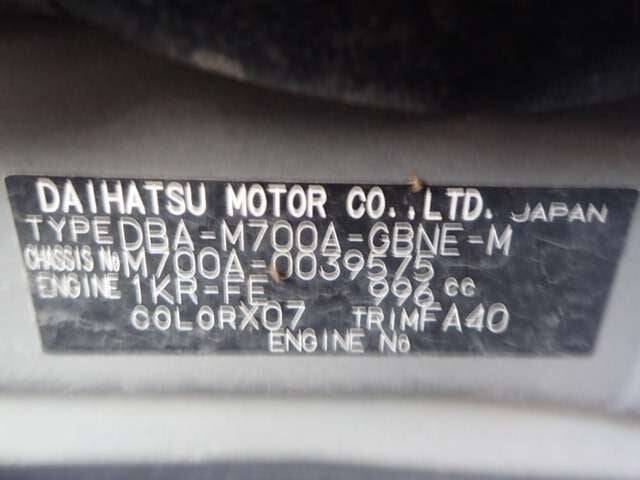 DAIHATSU MOTOR CO.,LTD. JAPAN
TYPE DBA-M700A-GBNE-M
CHASSIS No M700A-0039575
ENGINE 1KR-FE 996 cc
COLOR X07 TRIM FA40
ENGINE No